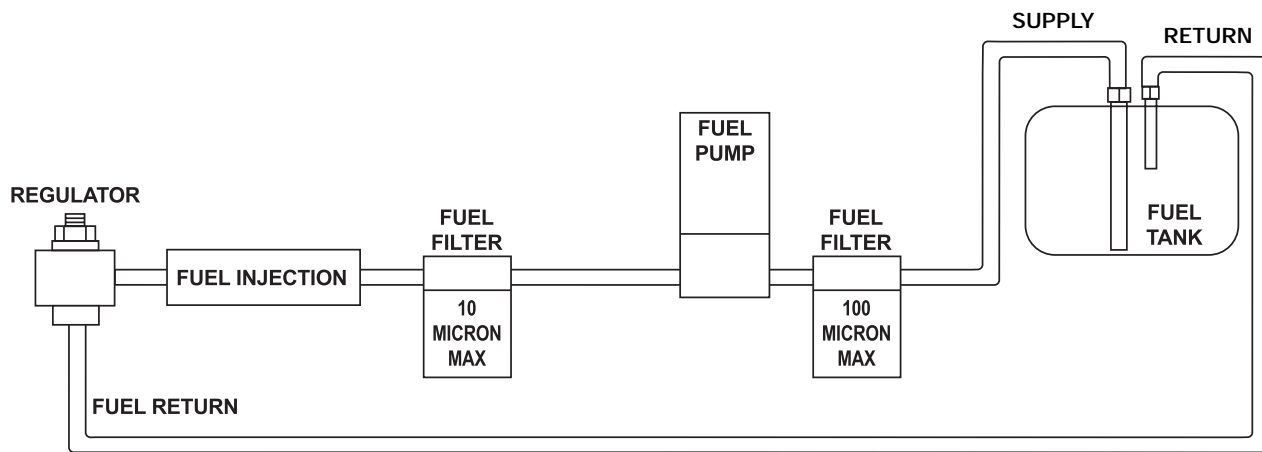 SUPPLY
RETURN
FUEL
PUMP
REGULATOR
FUEL
FILTER
FUEL
FILTER
FUEL
TANK
FUEL INJECTION
10
MICRON
MAX
100
MICRON
MAX
FUEL RETURN